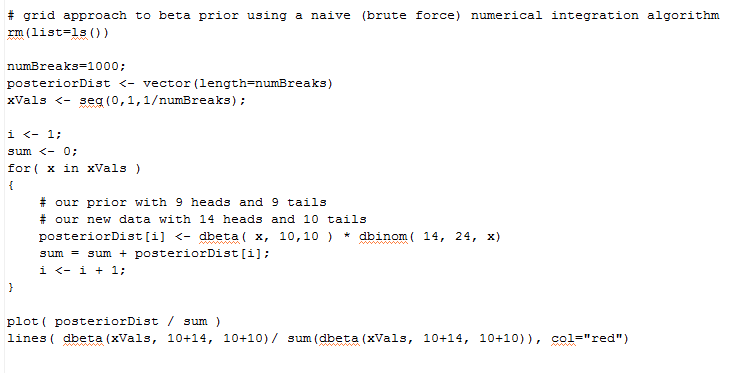 # grid approach to beta prior using a naive (brute force) numerical integration algorithm
rm(list=ls())
numBreaks=1000;
posteriorDist <- vector(length=numBreaks)
xVals <- seq(0,1,1/numBreaks);
i <- 1;
sum <- 0;
for( x in xVals )
{
# our prior with 9 heads and 9 tails
# our new data with 14 heads and 10 tails
posteriorDist[i] <- dbeta( x, 10,10 ) * dbinom( 14, 24, x)
sum = sum + posteriorDist[i];
i <- i + 1;
}
plot( posteriorDist / sum )
lines( dbeta(xVals, 10+14, 10+10)/ sum(dbeta(xVals, 10+14, 10+10)), col="red")